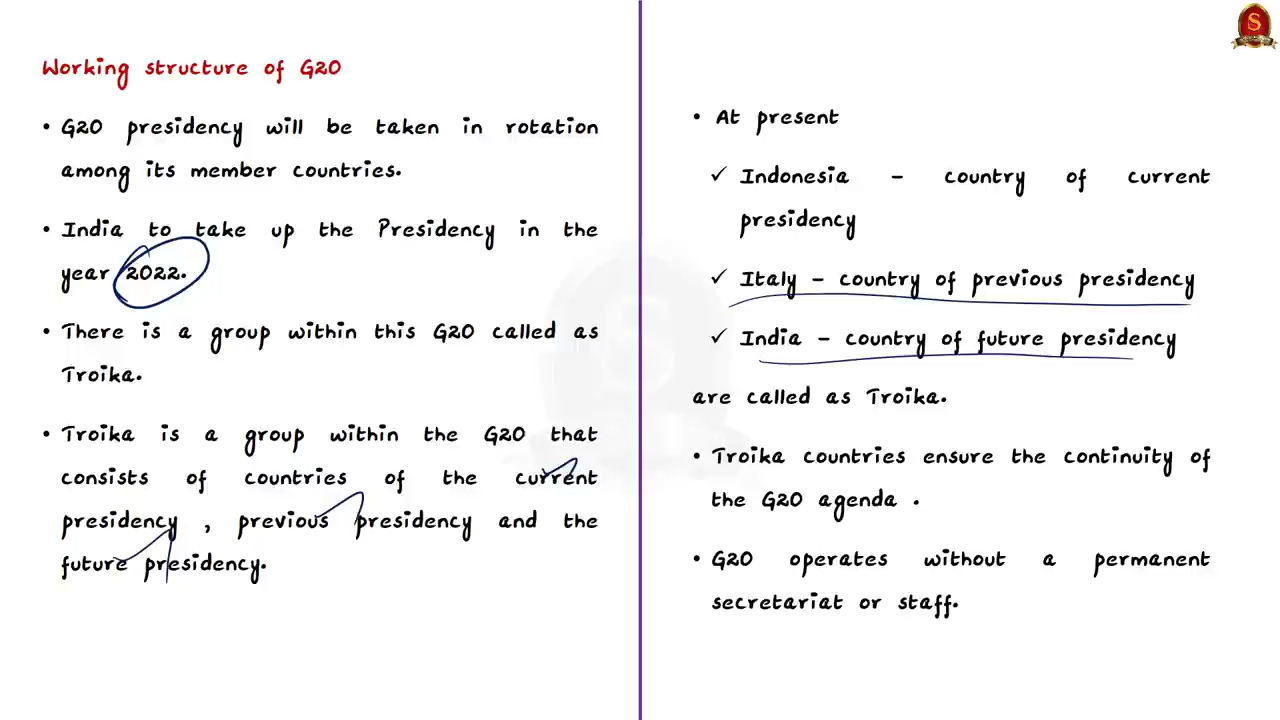 Working structure of G20
• G20 presidency will be taken in rotation
among its member countries.
• India to take up the Presidency in the
year 2022.
• There is a group within this G20 called as
Troika.
• Troika is a group within the G20 that
consists of countries of the current
presidency , previous presidency and the
future presidency.
• At present
✓ Indonesia - country of current
presidency
✓ Italy - country of previous presidency
✓ India - country of future presidency
are called as Troika.
• Troika countries ensure the continuity of
the G20 agenda .
• G20 operates without a permanent
secretariat or staff.
S